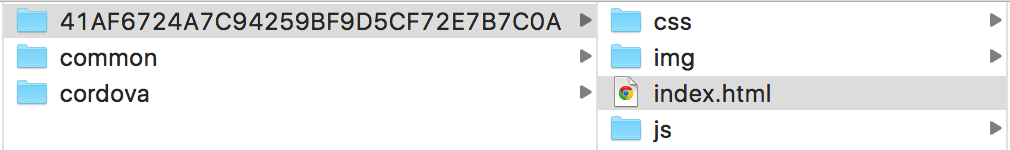 41AF6724A7C94259BF9D5CF72E7B7C0A
common
cordova
css
img
index.html
js